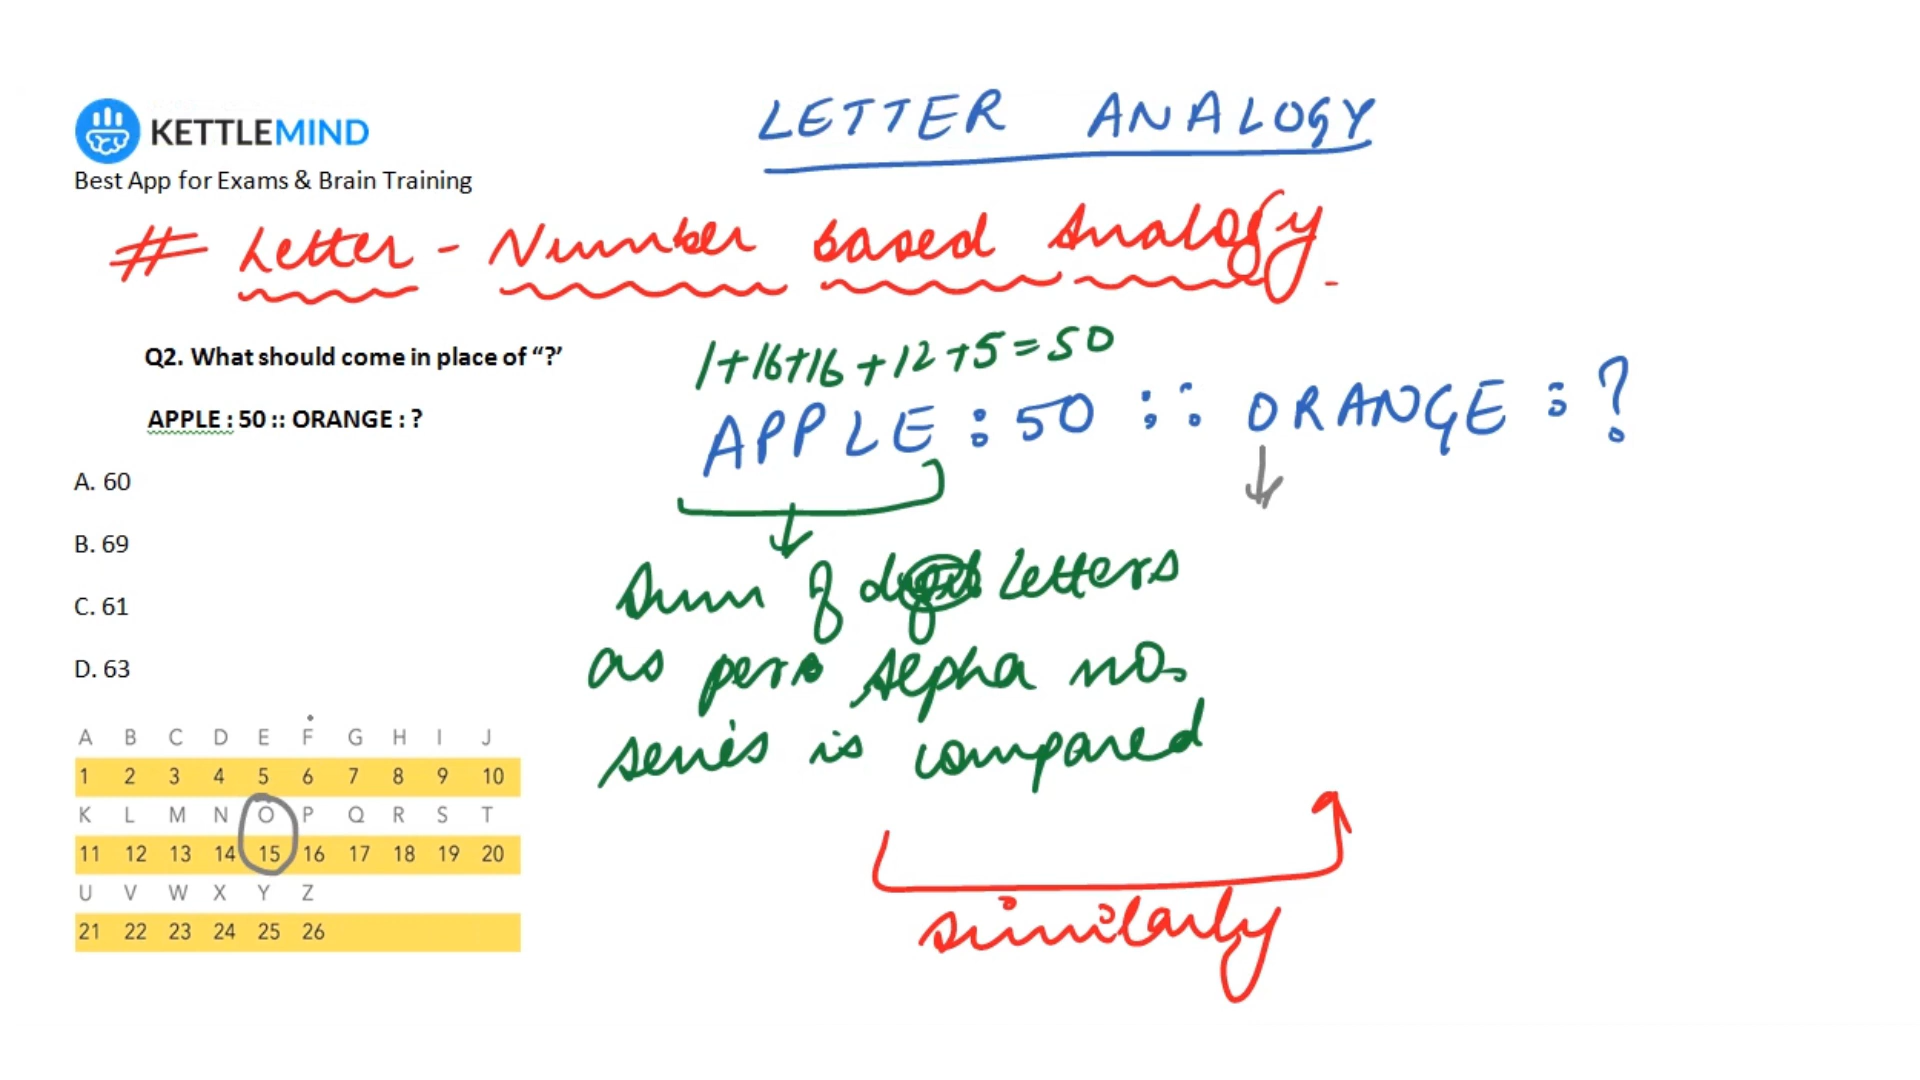 KETTLEMIND
Best App for Exams & Brain Training
LETTER ANALOGY
# Letter - Number based Analogy.
Q2. What should come in place of “?’
APPLE : 50 :: ORANGE : ?
A. 60
B. 69
C. 61
D. 63
A B C D E F G H I J
1 2 3 4 5 6 7 8 9 10
K L M N O P Q R S T
11 12 13 14 15 16 17 18 19 20
U V W X Y Z
21 22 23 24 25 26
1+16+16+12+5=50
APPLE : 50 :: ORANGE : ?
Sum of Letters
as per Alpha no.
series is compared
similarly